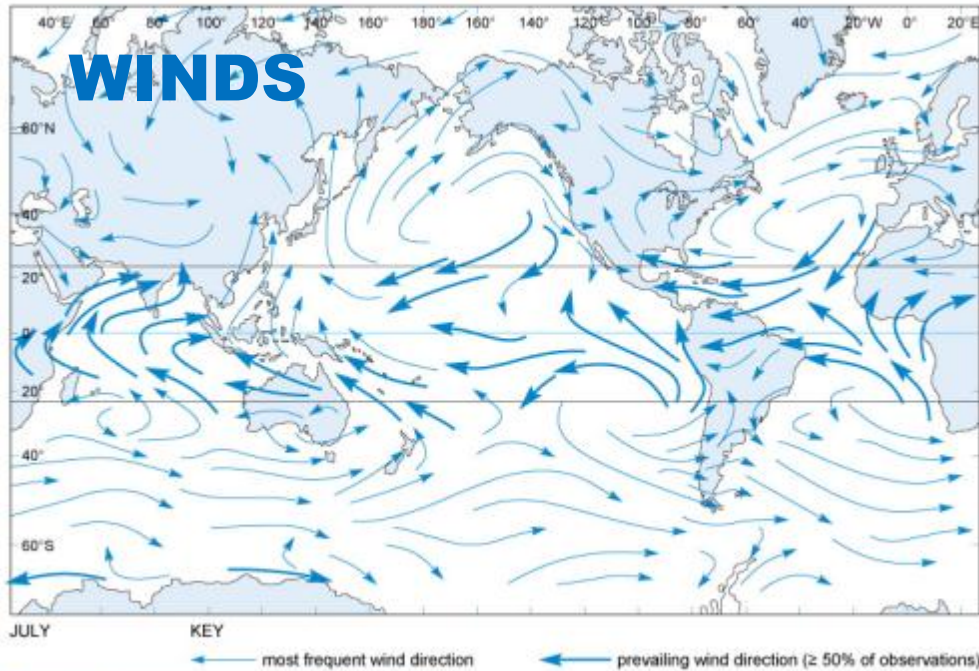 40°E 60° 80° 100° 120° 140° 160° 180° 160° 140° 120° 100° 80° 60° 40° 20°W 0° 20°E
WINDS
60°N
40°
20°
0°
20°
40°
60°S
JULY KEY
most frequent wind direction prevailing wind direction (≥ 50% of observations)